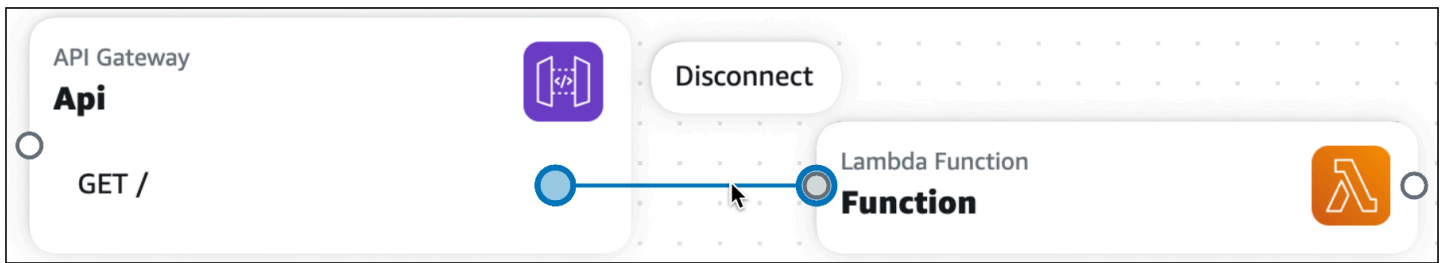 API Gateway
Api
GET /
Disconnect
Lambda Function
Function